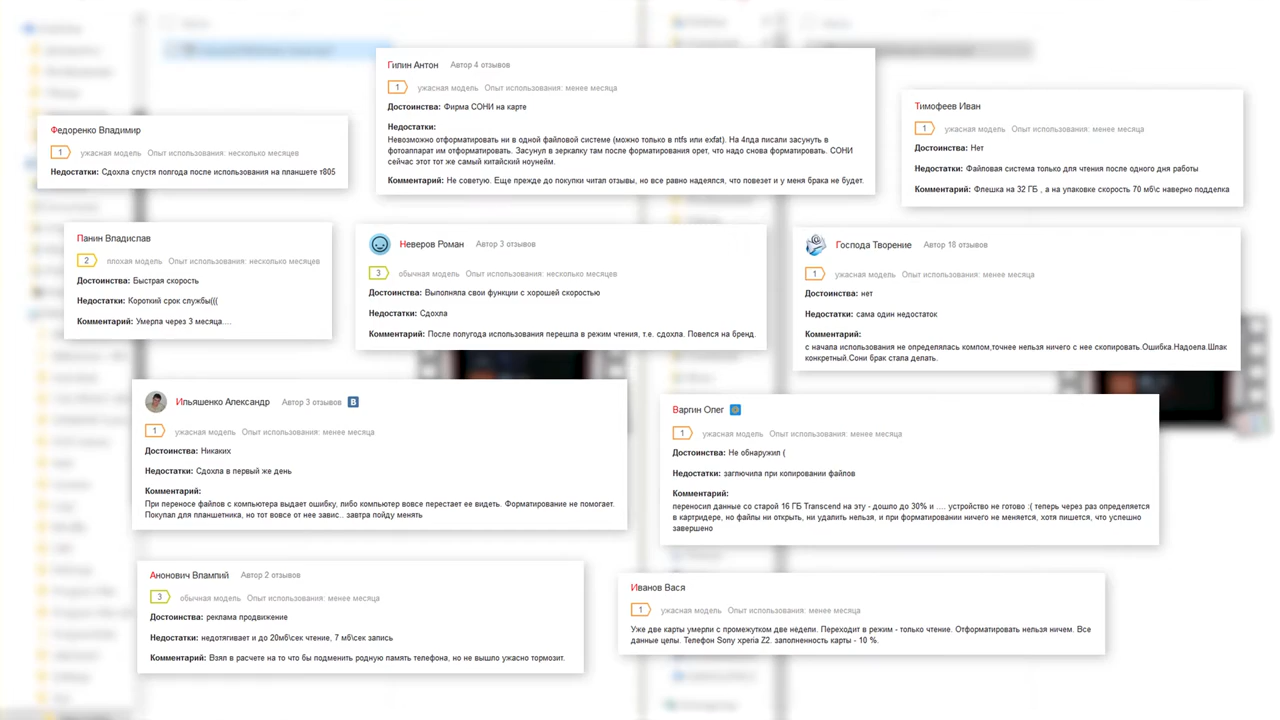 Гилин Антон Автор 4 отзывов
1 ужасная модель Опыт использования: менее месяца
Достоинства: Фирма СОНИ на карте
Недостатки:
Невозможно отформатировать ни в одной файловой системе (можно только в ntfs или exfat). На 4пда писали засунуть в
фотоаппарат им отформатировать. Засунул в зеркалку там после форматирования орет, что надо снова форматировать. СОНИ
сейчас этот тот же самый китайский ноунейм.
Комментарий: Не советую. Еще прежде до покупки читал отзывы, но все равно надеялся, что повезет и у меня брака не будет.
Тимофеев Иван
1 ужасная модель Опыт использования: менее месяца
Достоинства: Нет
Недостатки: Файловая система только для чтения после одного дня работы
Комментарий: Флешка на 32 ГБ , а на упаковке скорость 70 мб\с наверно подделка
Федоренко Владимир
1 ужасная модель Опыт использования: несколько месяцев
Недостатки: Сдохла спустя полгода после использования на планшете т805
Панин Владислав
2 плохая модель Опыт использования: несколько месяцев
Достоинства: Быстрая скорость
Недостатки: Короткий срок службы(((
Комментарий: Умерла через 3 месяца....
Неверов Роман Автор 3 отзывов
3 обычная модель Опыт использования: несколько месяцев
Достоинства: Выполняла свои функции с хорошей скоростью
Недостатки: Сдохла
Комментарий: После полугода использования перешла в режим чтения, т.е. сдохла. Повелся на бренд.
Господа Творение Автор 18 отзывов
1 ужасная модель Опыт использования: менее месяца
Достоинства: нет
Недостатки: сама один недостаток
Комментарий:
с начала использования не определялась компом,точнее нельзя ничего с нее скопировать.Ошибка.Надоела.Шлак
конкретный.Сони брак стала делать.
Ильяшенко Александр Автор 3 отзывов В
1 ужасная модель Опыт использования: менее месяца
Достоинства: Никаких
Недостатки: Сдохла в первый же день
Комментарий:
При переносе файлов с компьютера выдает ошибку, либо компьютер вовсе перестает ее видеть. Форматирование не помогает.
Покупал для планшетника, но тот вовсе от нее завис.. завтра пойду менять
Варгин Олег
1 ужасная модель Опыт использования: менее месяца
Достоинства: Не обнаружил (
Недостатки: заглючила при копировании файлов
Комментарий:
переносил данные со старой 16 ГБ Transcend на эту - дошло до 30% и .... устройство не готово :( теперь через раз определяется
в картридере, но файлы ни открыть, ни удалить нельзя, и при форматировании ничего не меняется, хотя пишется, что успешно
завершено
Анонович Влампий Автор 2 отзывов
3 обычная модель Опыт использования: менее месяца
Достоинства: реклама продвижение
Недостатки: недотягивает и до 20мб\сек чтение, 7 мб\сек запись
Комментарий: Взял в расчете на то что бы подменить родную память телефона, но не вышло ужасно тормозит.
Иванов Вася
1 ужасная модель Опыт использования: менее месяца
Уже две карты умерли с промежутком две недели. Переходит в режим - только чтение. Отформатировать нельзя ничем. Все
данные целы. Телефон Sony xperia Z2. заполненность карты - 10 %.